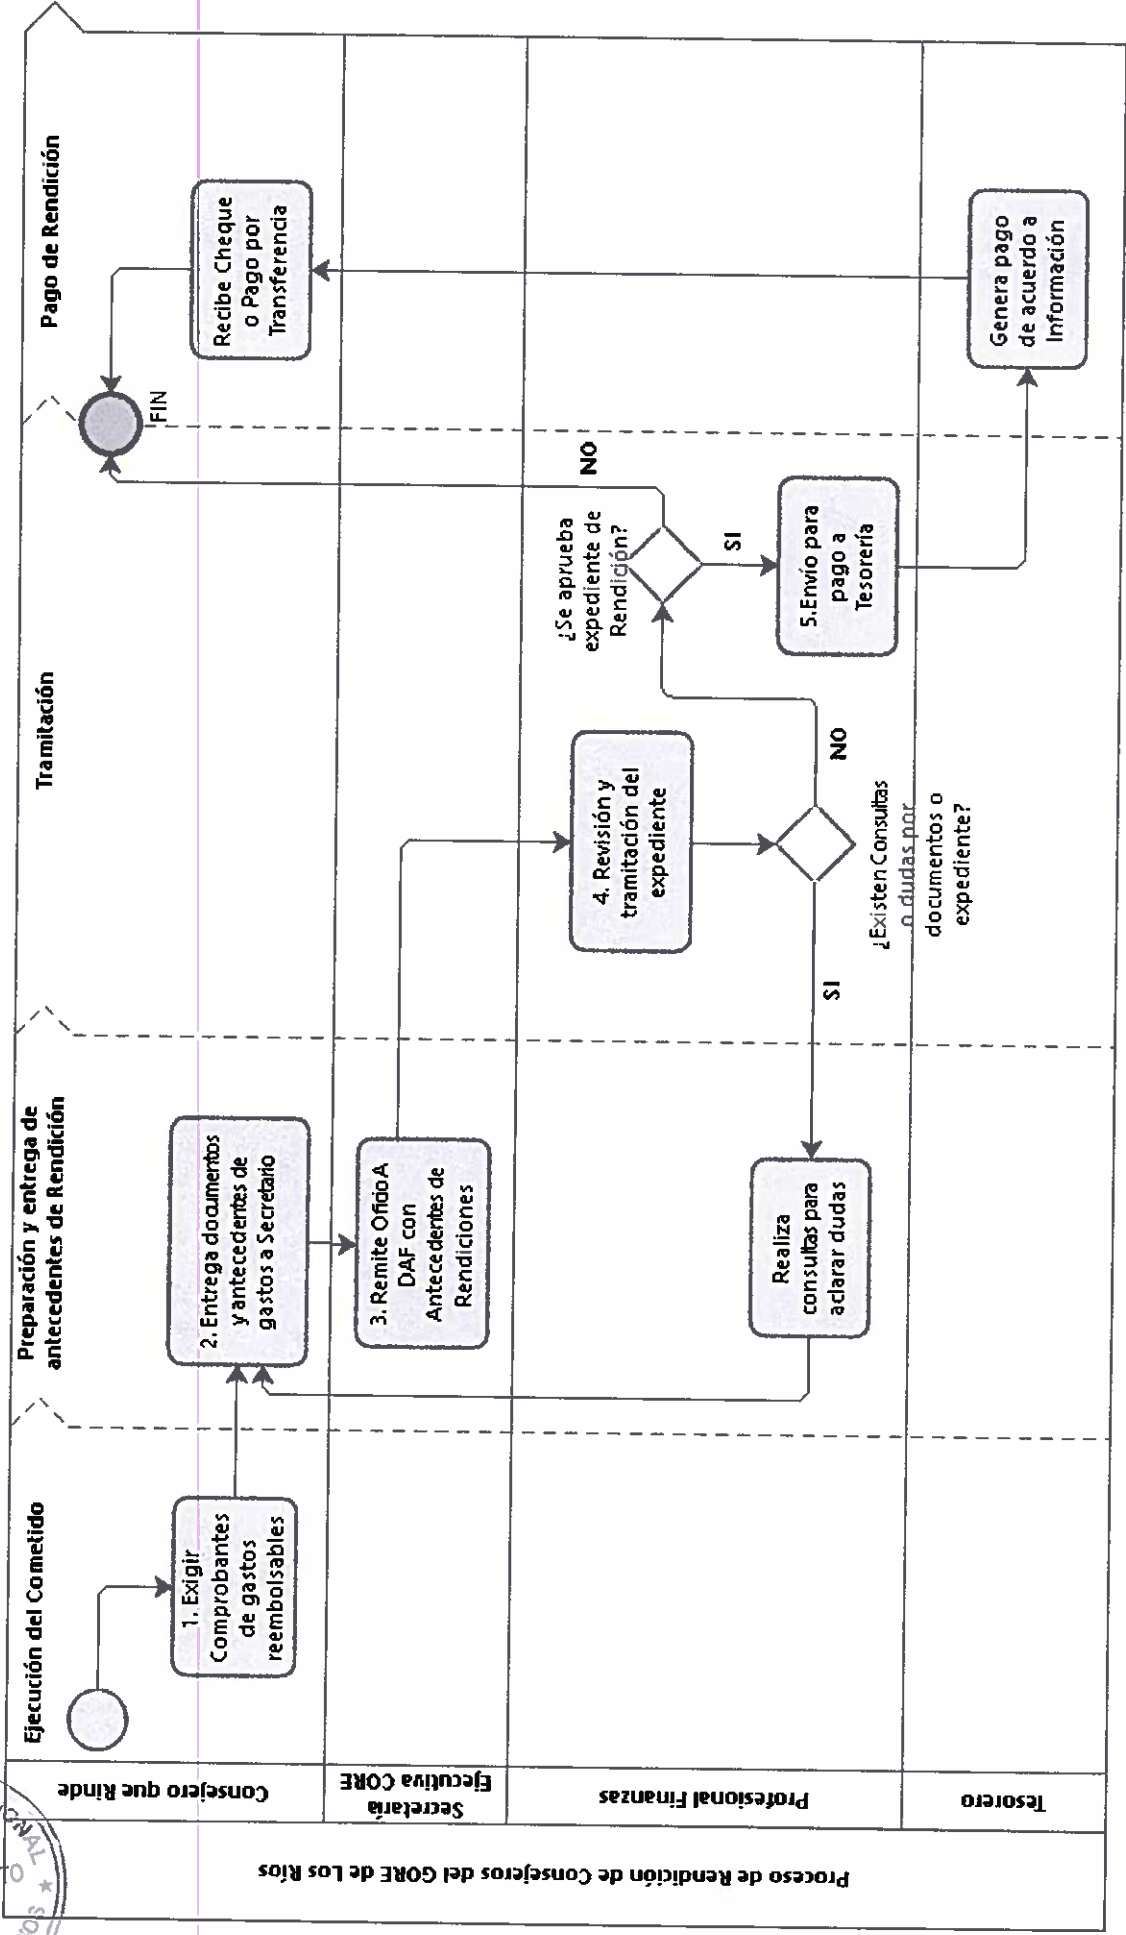 Proceso de Rendición de Consejeros del GORE de Los Ríos
Consejero que Rinde
Secretaria
Ejecutiva CORE
Profesional Finanzas
Tesorero
Ejecución del Cometido
Preparación y entrega de
antecedentes de Rendición
Tramitación
Pago de Rendición
1. Exigir
Comprobantes
de gastos
reembolsables
2. Entrega documentos
y antecedentes de
gastos a Secretario
3. Remite Oficio A
DAF con
Antecedentes de
Rendiciones
4. Revisión y
tramitación del
expediente
¿Existen Consultas
o dudas por
documentos o
expediente?
SI
NO
Realiza
consultas para
aclarar dudas
¿Se aprueba
expediente de
Rendición?
NO
SI
5.Envío para
pago a
Tesorería
Genera pago
de acuerdo a
Información
Recibe Cheque
o Pago por
Transferencia
FIN